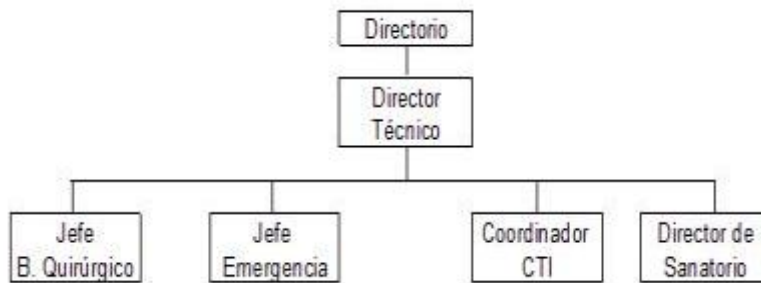 Directorio
Director
Técnico
Jefe
B. Quirúrgico
Jefe
Emergencia
Coordinador
CTI
Director de
Sanatorio